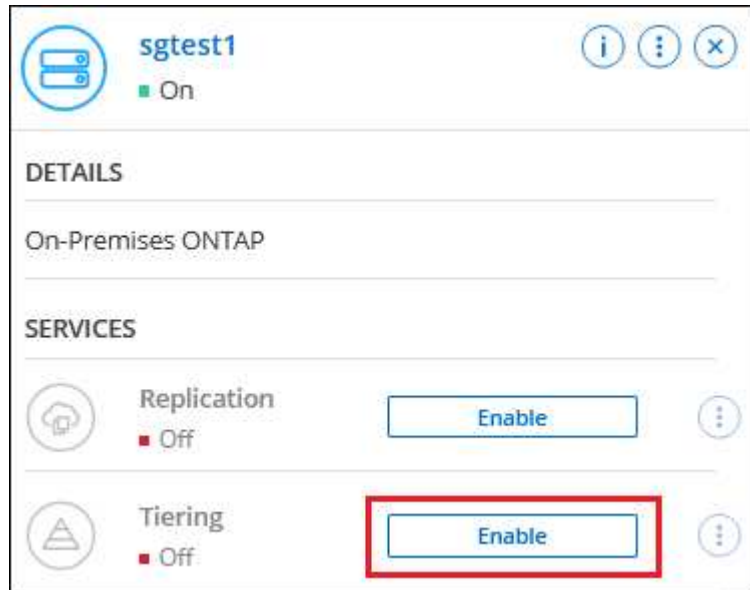 sgtest1
On
DETAILS
On-Premises ONTAP
SERVICES
Replication
Off
Enable
Tiering
Off
Enable